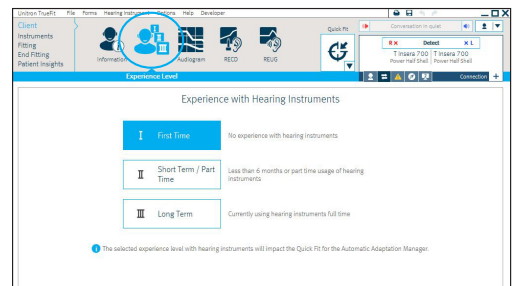 Unitron TrueFit File Forms Hearing Instrument Options Help Developer
Client
Instruments
Fitting
End Fitting
Patient Insights
Information
Audiogram
RECD
REUG
Quick Fit
Conversation in quiet
R X Detect X L
T Insera 700 T Insera 700
Power Half Shell Power Half Shell
Experience Level
Connection +
Experience with Hearing Instruments
I First Time No experience with hearing instruments
II Short Term / Part Time Less than 6 months or part time usage of hearing instruments
III Long Term Currently using hearing instruments full time
The selected experience level with hearing instruments will impact the Quick Fit for the Automatic Adaptation Manager.